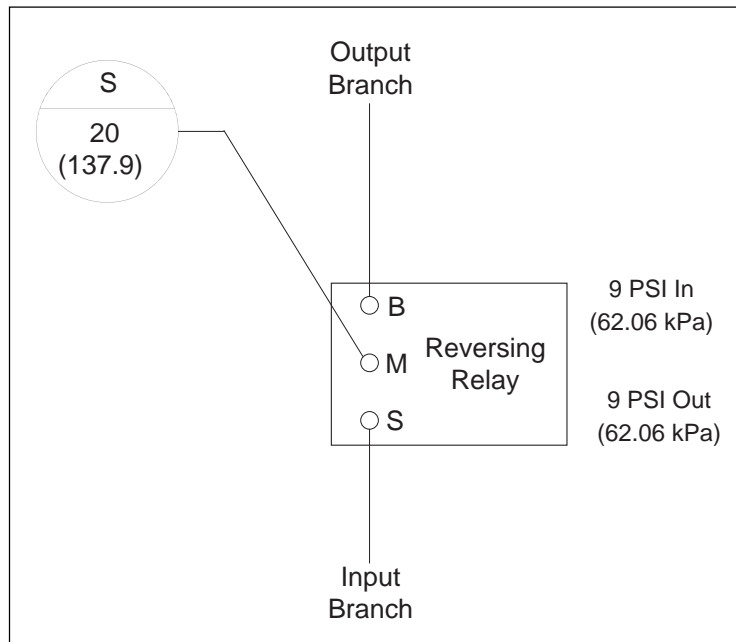 S
20
(137.9)
Output
Branch
B
M
S
Reversing
Relay
9 PSI In
(62.06 kPa)
9 PSI Out
(62.06 kPa)
Input
Branch